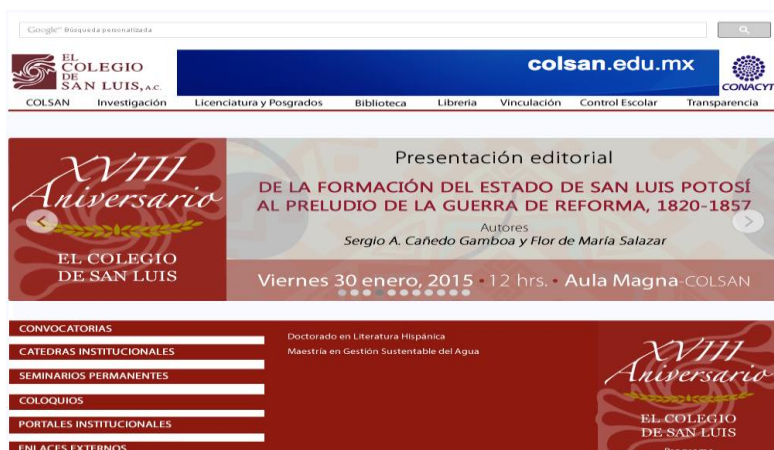 Google™ Búsqueda personalizada
EL
COLEGIO
DE
SAN LUIS, A.C.
colsan.edu.mx
CONACYT
COLSAN Investigación Licenciatura y Posgrados Biblioteca Libreria Vinculación Control Escolar Transparencia
XVIII
Aniversario
EL COLEGIO
DE SAN LUIS
Presentación editorial
DE LA FORMACIÓN DEL ESTADO DE SAN LUIS POTOSÍ
AL PRELUDIO DE LA GUERRA DE REFORMA, 1820-1857
Autores
Sergio A. Cañedo Gamboa y Flor de María Salazar
Viernes 30 enero, 2015 • 12 hrs. • Aula Magna-COLSAN
CONVOCATORIAS
CATEDRAS INSTITUCIONALES
SEMINARIOS PERMANENTES
COLOQUIOS
PORTALES INSTITUCIONALES
ENLACES EXTERNOS
Doctorado en Literatura Hispánica
Maestría en Gestión Sustentable del Agua
XVIII
Aniversario
EL COLEGIO
DE SAN LUIS
Programa